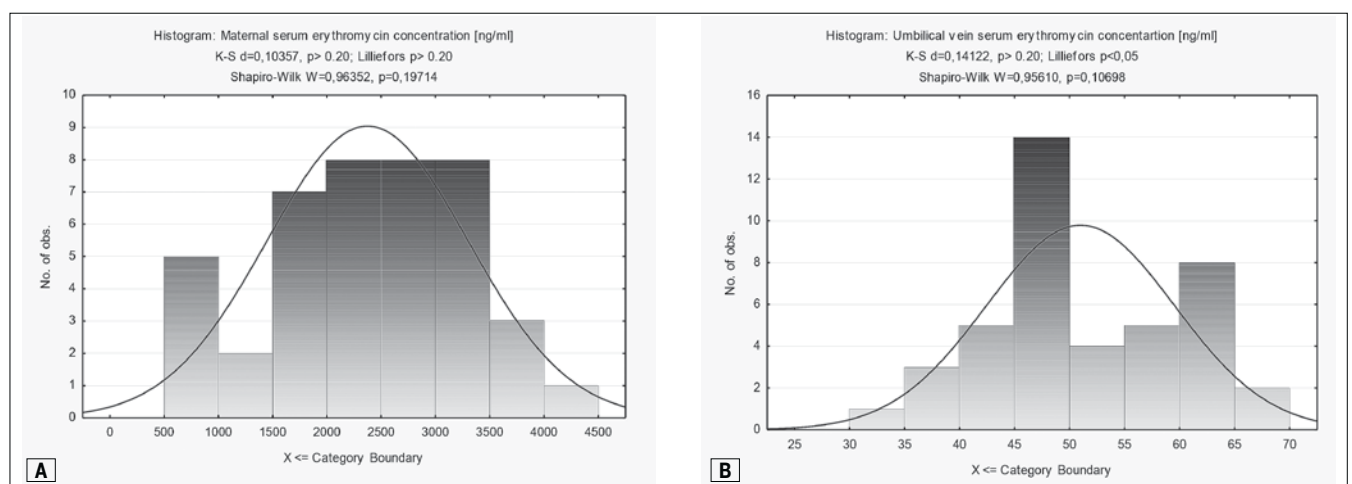 Histogram: Maternal serum erythromycin concentration [ng/ml]
K-S d=0,10357, p> 0.20; Lilliefors p> 0.20
Shapiro-Wilk W=0,96352, p=0,19714
10
9
8
7
6
5
4
3
2
1
0
No. of obs.
0 500 1000 1500 2000 2500 3000 3500 4000 4500
X <= Category Boundary
A
Histogram: Umbilical vein serum erythromycin concentartion [ng/ml]
K-S d=0,14122, p> 0.20; Lilliefors p<0,05
Shapiro-Wilk W=0,95610, p=0,10698
16
14
12
10
8
6
4
2
0
No. of obs.
25 30 35 40 45 50 55 60 65 70
X <= Category Boundary
B